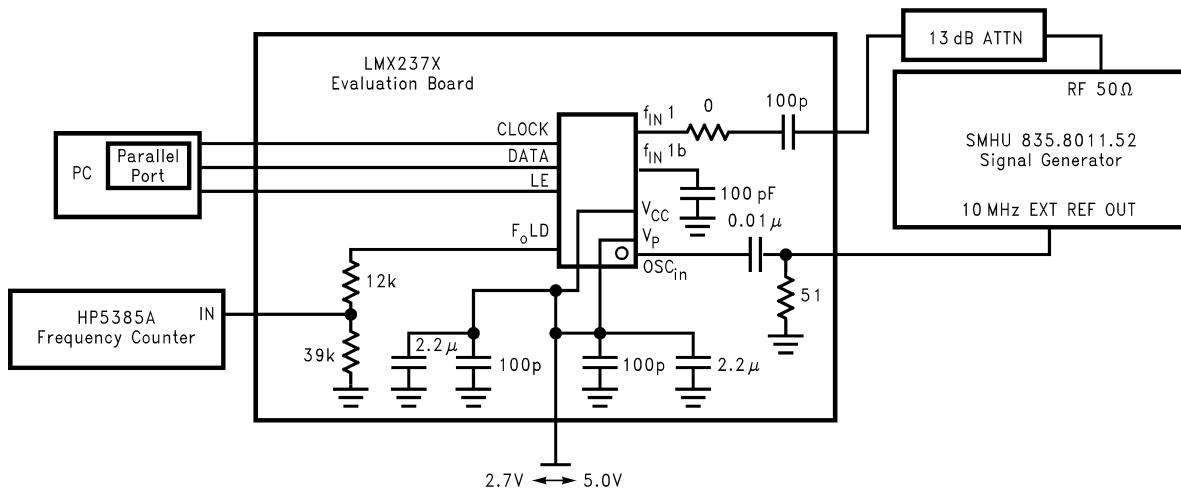 13 dB ATTN
LMX237X
Evaluation Board
RF 50Ω
f_IN 1
0
100p
CLOCK
SMHU 835.8011.52
Signal Generator
PC
Parallel
Port
DATA
f_IN 1b
LE
100 pF
10 MHz EXT REF OUT
V_CC
0.01μ
F_oLD
V_P
OSC_in
12k
51
HP5385A
Frequency Counter
IN
39k
2.2μ
100p
100p
2.2μ
2.7V ↔ 5.0V